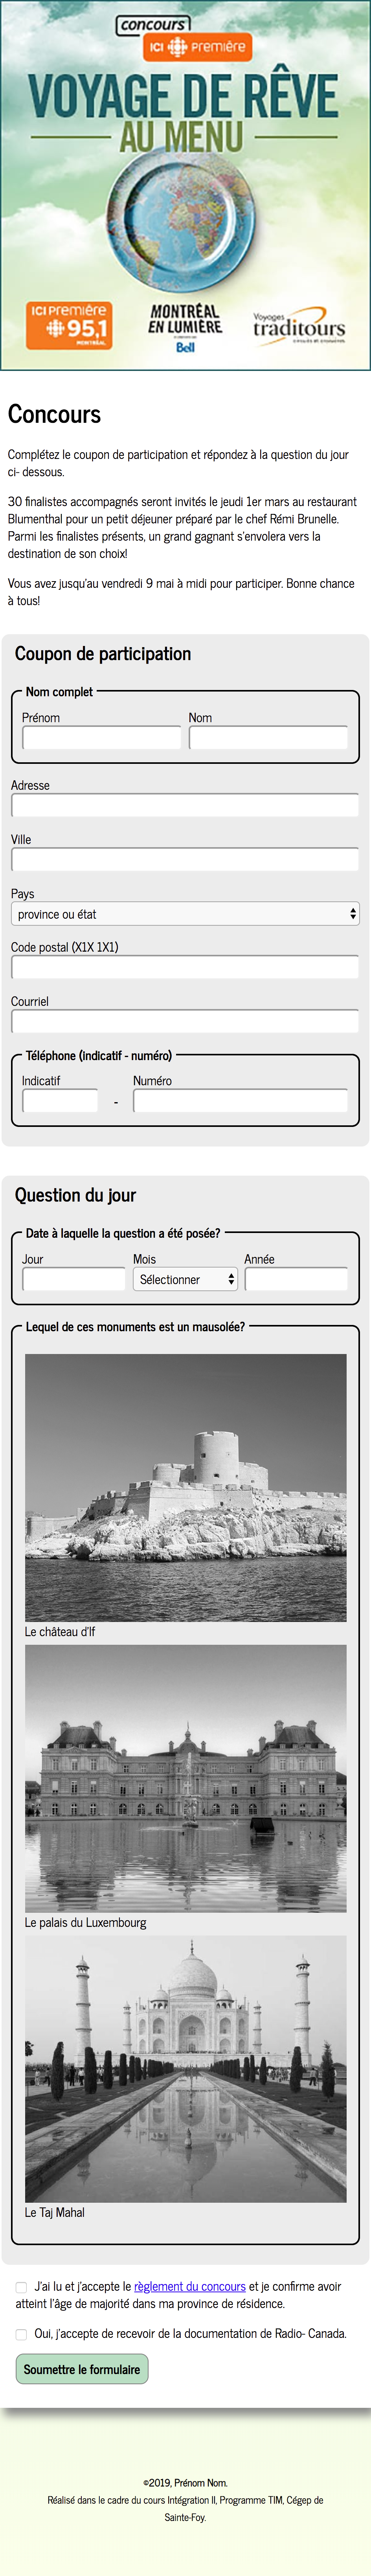 concours
ICI première
VOYAGE DE RÊVE
AU MENU
ICI première
95,1
MONTRÉAL
MONTRÉAL
EN LUMIÈRE
Bell
Voyages
traditours
circuits et croisières
Concours
Complétez le coupon de participation et répondez à la question du jour
ci- dessous.
30 finalistes accompagnés seront invités le jeudi 1er mars au restaurant
Blumenthal pour un petit déjeuner préparé par le chef Rémi Brunelle.
Parmi les finalistes présents, un grand gagnant s'envolera vers la
destination de son choix!
Vous avez jusqu'au vendredi 9 mai à midi pour participer. Bonne chance
à tous!
Coupon de participation
Nom complet
Prénom Nom
Adresse
Ville
Pays
province ou état
Code postal (X1X 1X1)
Courriel
Téléphone (indicatif - numéro)
Indicatif Numéro
-
Question du jour
Date à laquelle la question a été posée?
Jour Mois Année
Sélectionner
Lequel de ces monuments est un mausolée?
Le château d'If
Le palais du Luxembourg
Le Taj Mahal
J'ai lu et j'accepte le règlement du concours et je confirme avoir
atteint l'âge de majorité dans ma province de résidence.
Oui, j'accepte de recevoir de la documentation de Radio- Canada.
Soumettre le formulaire
©2019, Prénom Nom.
Réalisé dans le cadre du cours Intégration II, Programme TIM, Cégep de
Sainte-Foy.